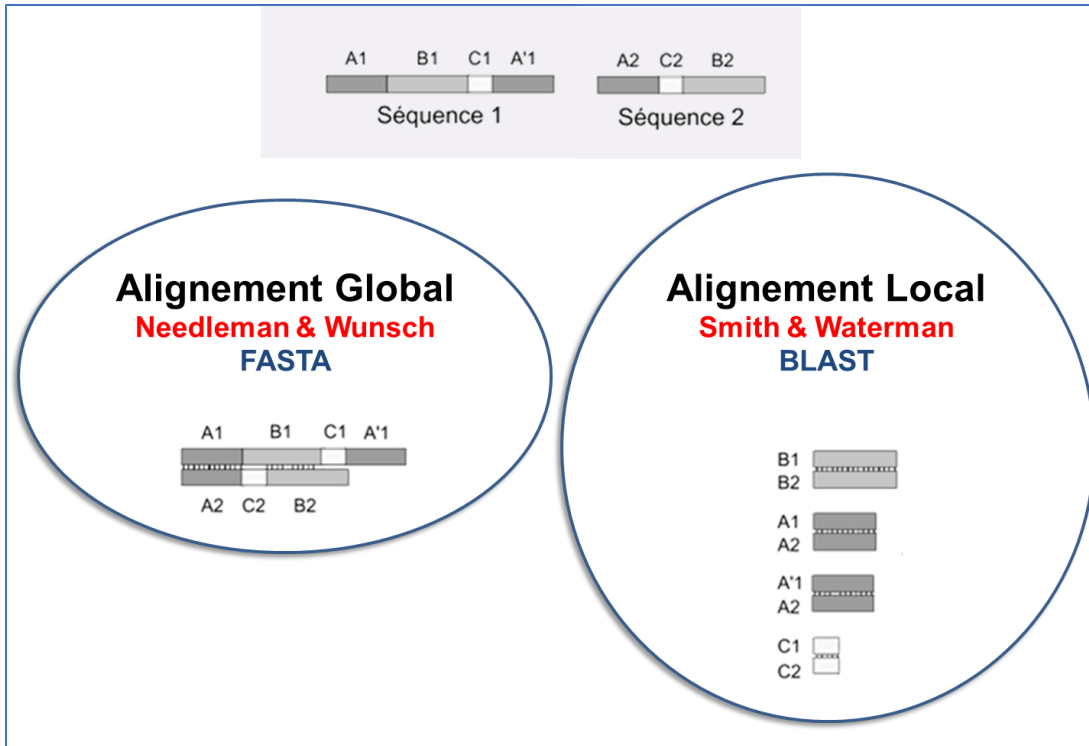 A1 B1 C1 A'1
A2 C2 B2
Séquence 1
Séquence 2
Alignement Global
Needleman & Wunsch
FASTA
A1 B1 C1 A'1
A2 C2 B2
Alignement Local
Smith & Waterman
BLAST
B1
B2
A1
A2
A'1
A2
C1
C2